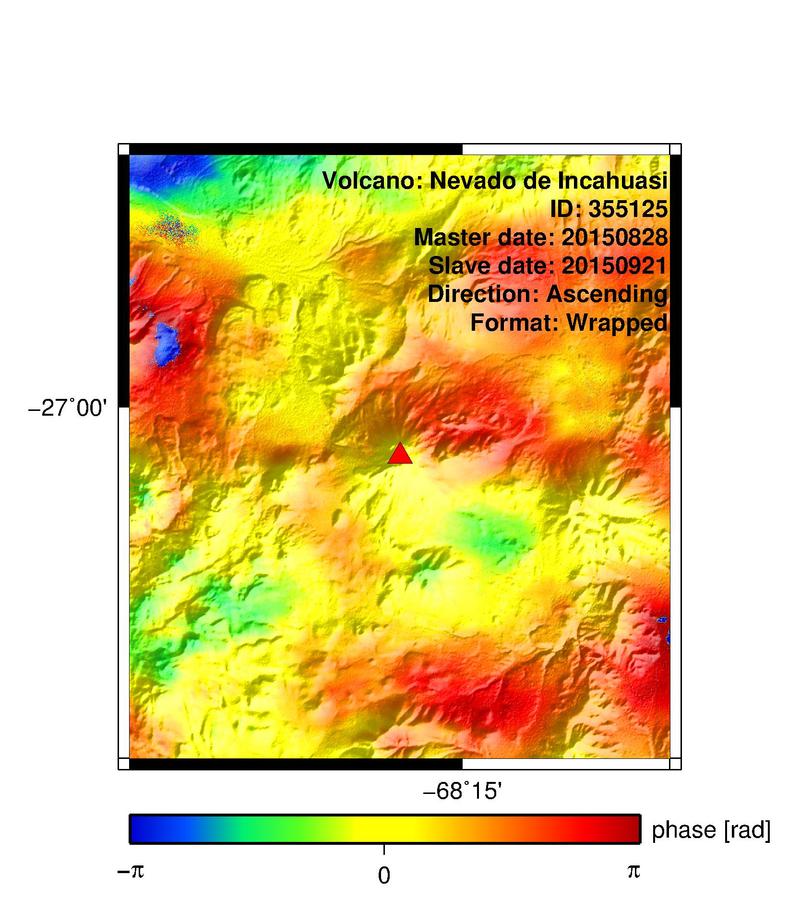 Volcano: Nevado de Incahuasi
ID: 355125
Master date: 20150828
Slave date: 20150921
Direction: Ascending
Format: Wrapped
−27˚00'
−68˚15'
phase [rad]
−π 0 π